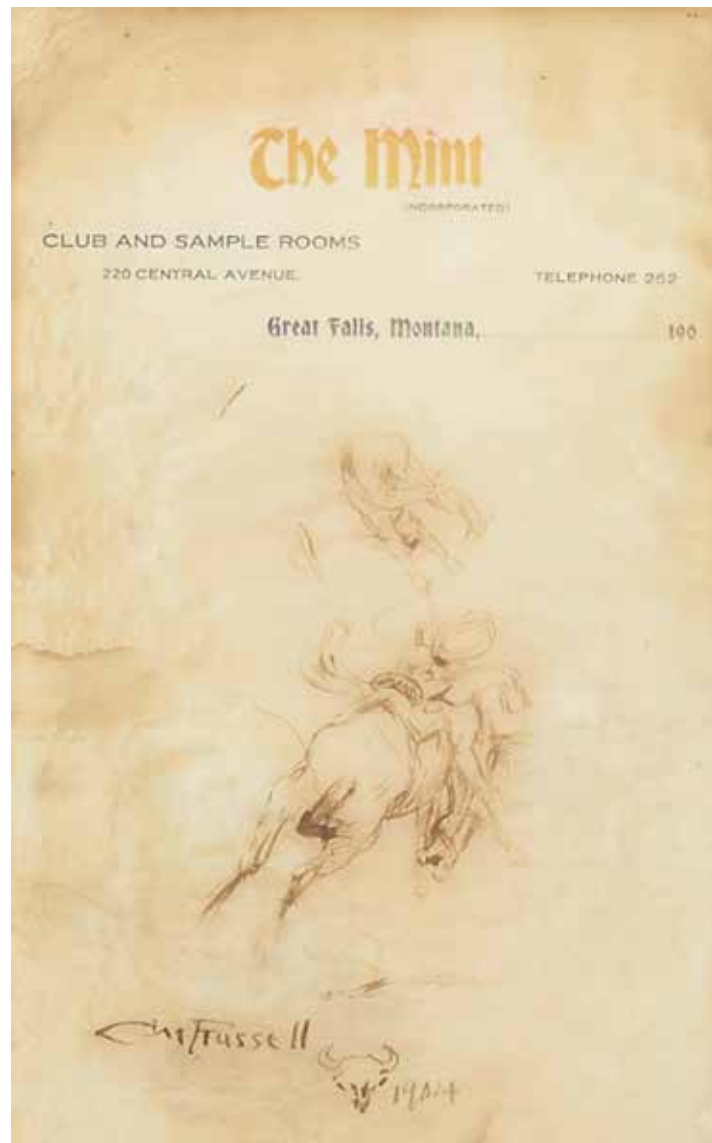 The Mint
(INCORPORATED)
CLUB AND SAMPLE ROOMS
220 CENTRAL AVENUE.
TELEPHONE 252
Great Falls, Montana, 190
CMRussell
1904